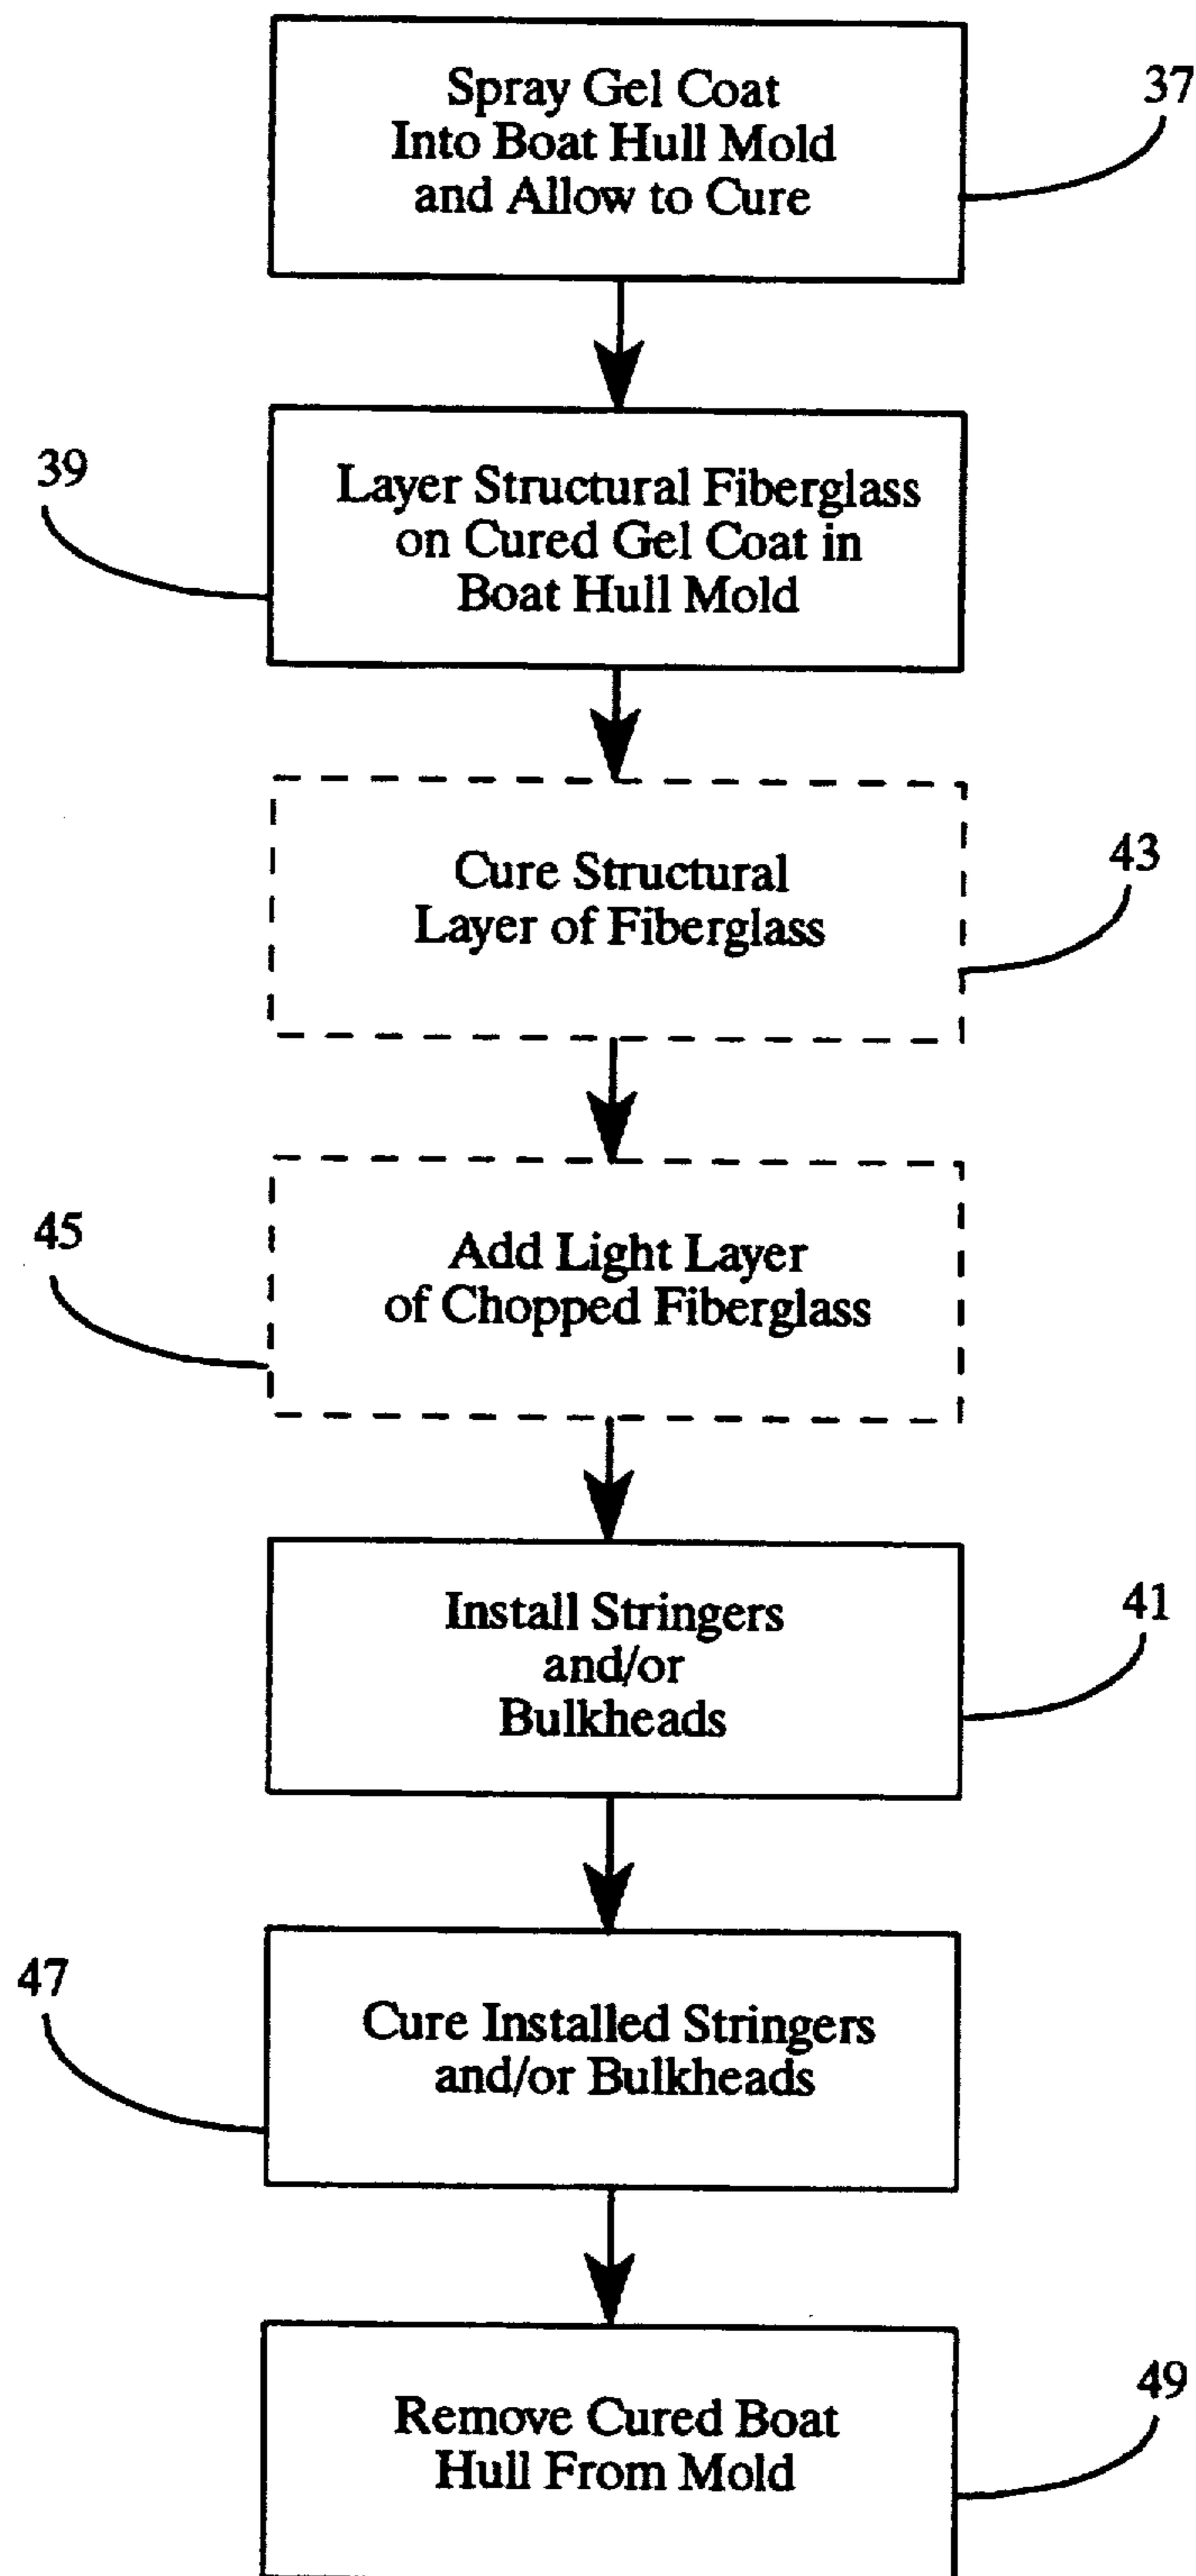 Spray Gel Coat
Into Boat Hull Mold
and Allow to Cure
37
39
Layer Structural Fiberglass
on Cured Gel Coat in
Boat Hull Mold
Cure Structural
Layer of Fiberglass
43
45
Add Light Layer
of Chopped Fiberglass
Install Stringers
and/or
Bulkheads
41
47
Cure Installed Stringers
and/or Bulkheads
Remove Cured Boat
Hull From Mold
49